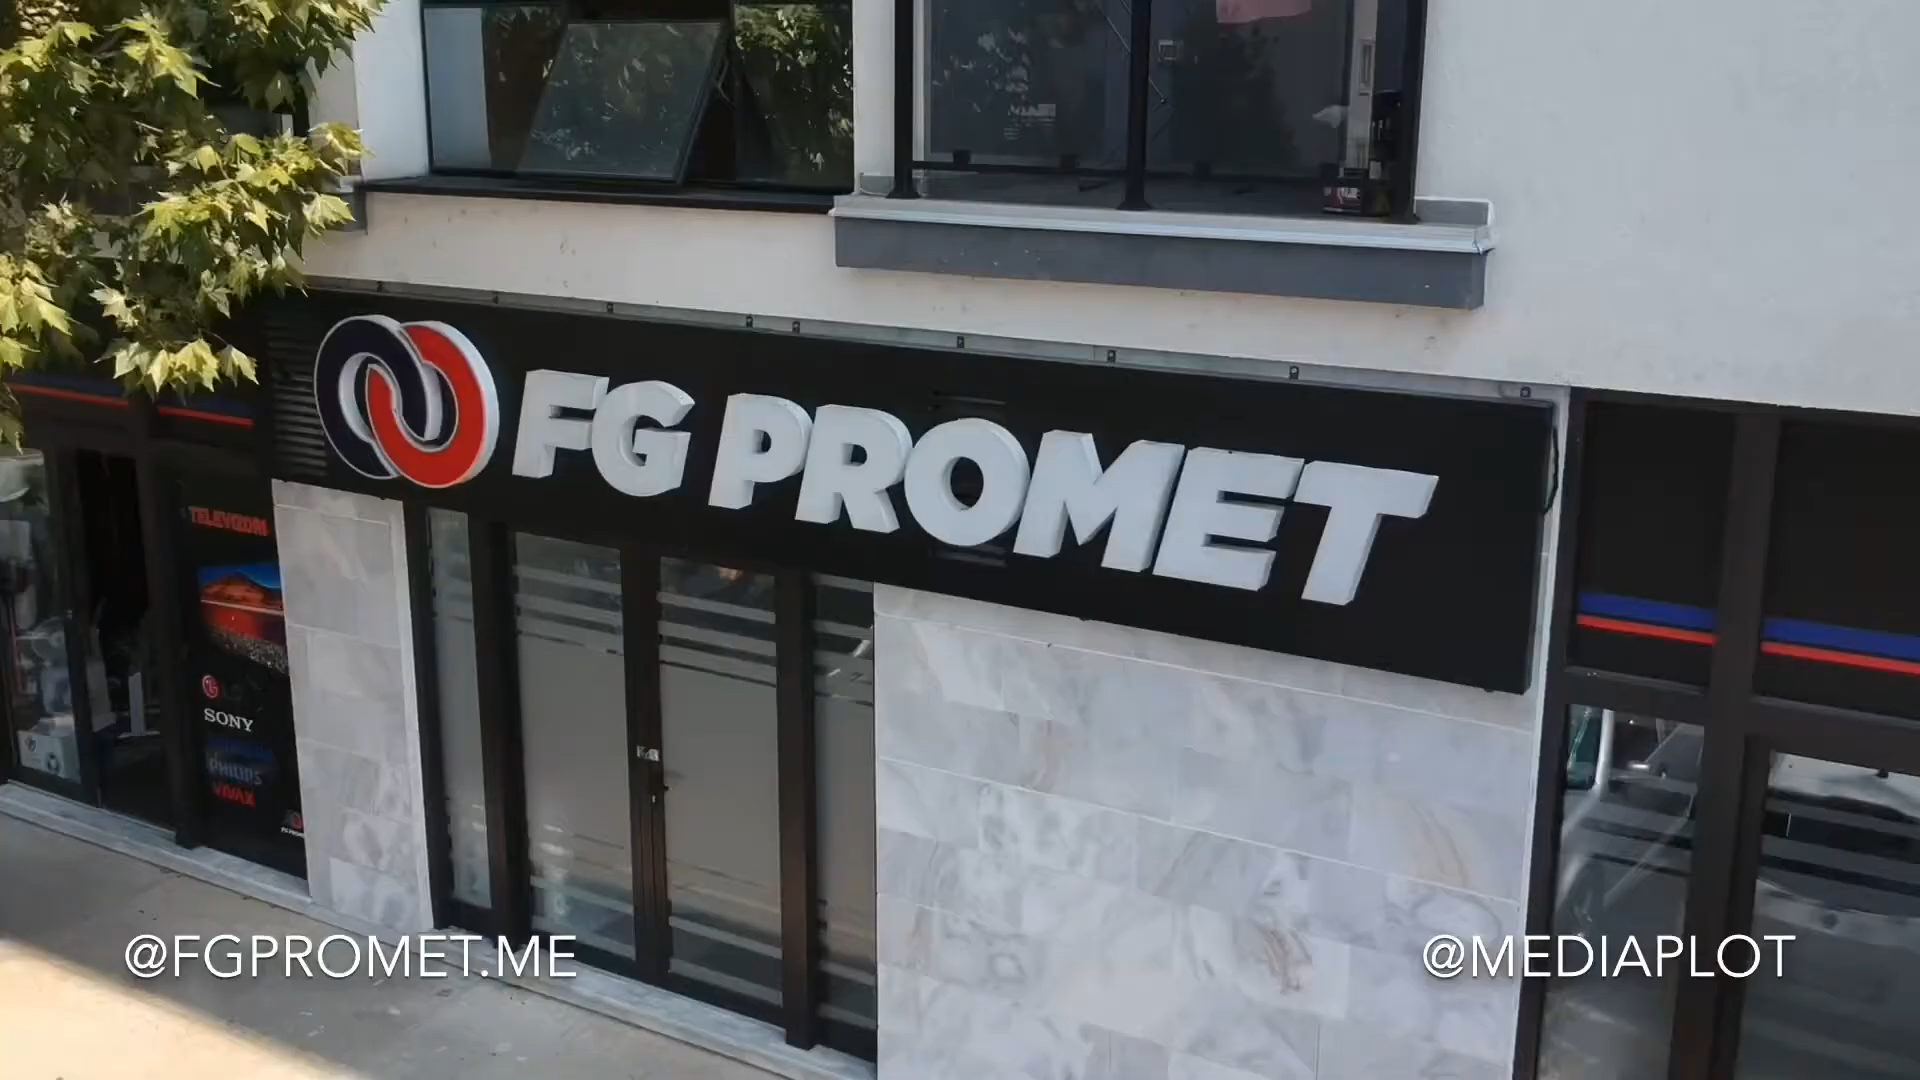 FG PROMET
TELEVIZORI
LG
SONY
PHILIPS
VIVAX
@FGPROMET.ME
@MEDIAPLOT